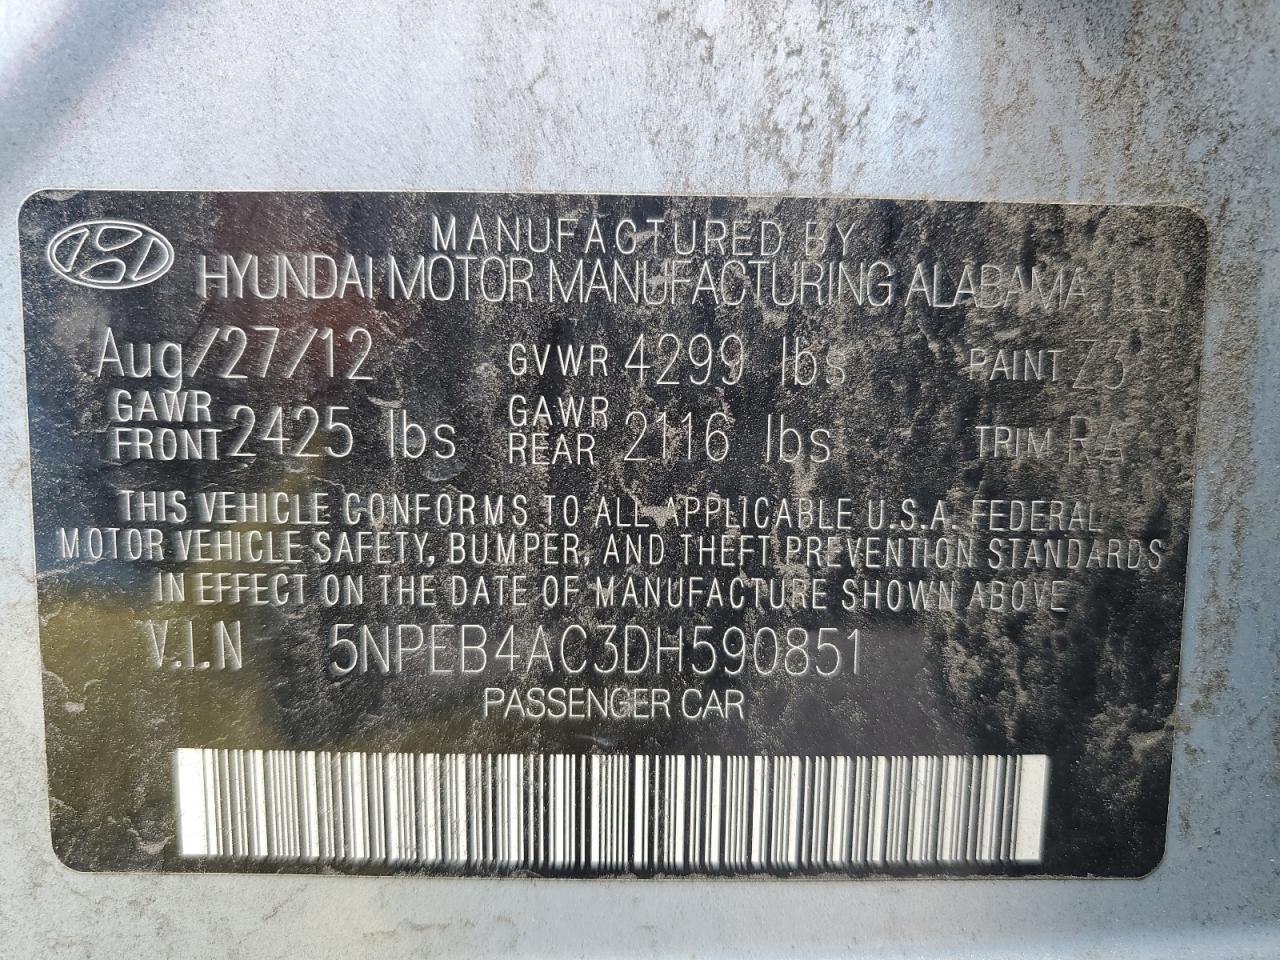 MANUFACTURED BY
HYUNDAI MOTOR MANUFACTURING ALABAMA, LLC
Aug/27/12 GVWR 4299 lbs PAINT Z3
GAWR FRONT 2425 lbs GAWR REAR 2116 lbs TRIM RA
THIS VEHICLE CONFORMS TO ALL APPLICABLE U.S.A. FEDERAL
MOTOR VEHICLE SAFETY, BUMPER, AND THEFT PREVENTION STANDARDS
IN EFFECT ON THE DATE OF MANUFACTURE SHOWN ABOVE
V.I.N 5NPEB4AC3DH590851
PASSENGER CAR